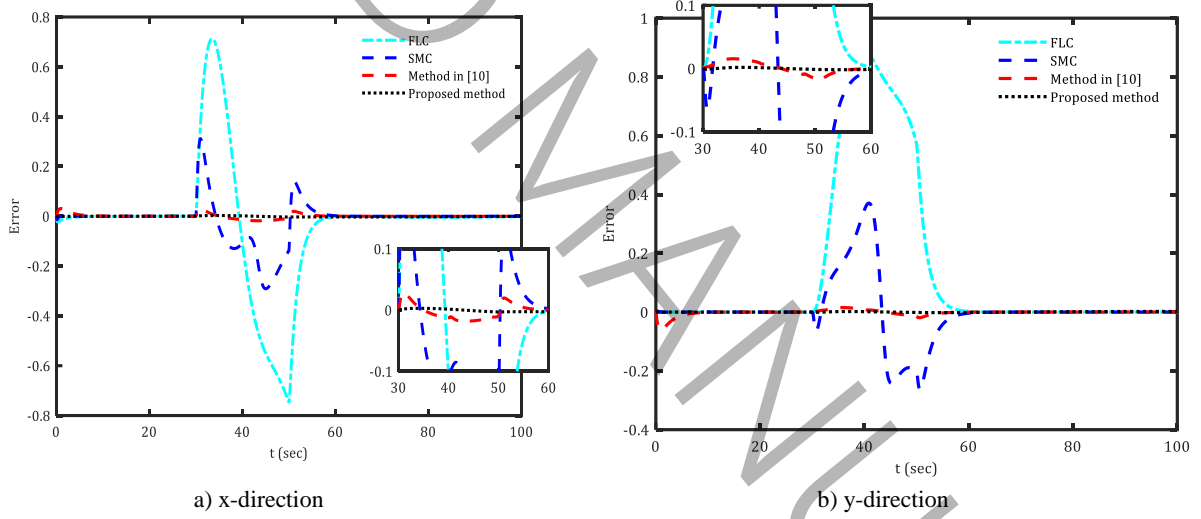 0.8
0.6
0.4
0.2
0
-0.2
-0.4
-0.6
-0.8
Error
0 20 40 60 80 100
t (sec)
FLC
SMC
Method in [10]
Proposed method
0.1
0
-0.1
30 40 50 60
a) x-direction
1
0.8
0.6
0.4
0.2
0
-0.2
-0.4
Error
0 20 40 60 80 100
t (sec)
FLC
SMC
Method in [10]
Proposed method
0.1
0
-0.1
30 40 50 60
b) y-direction